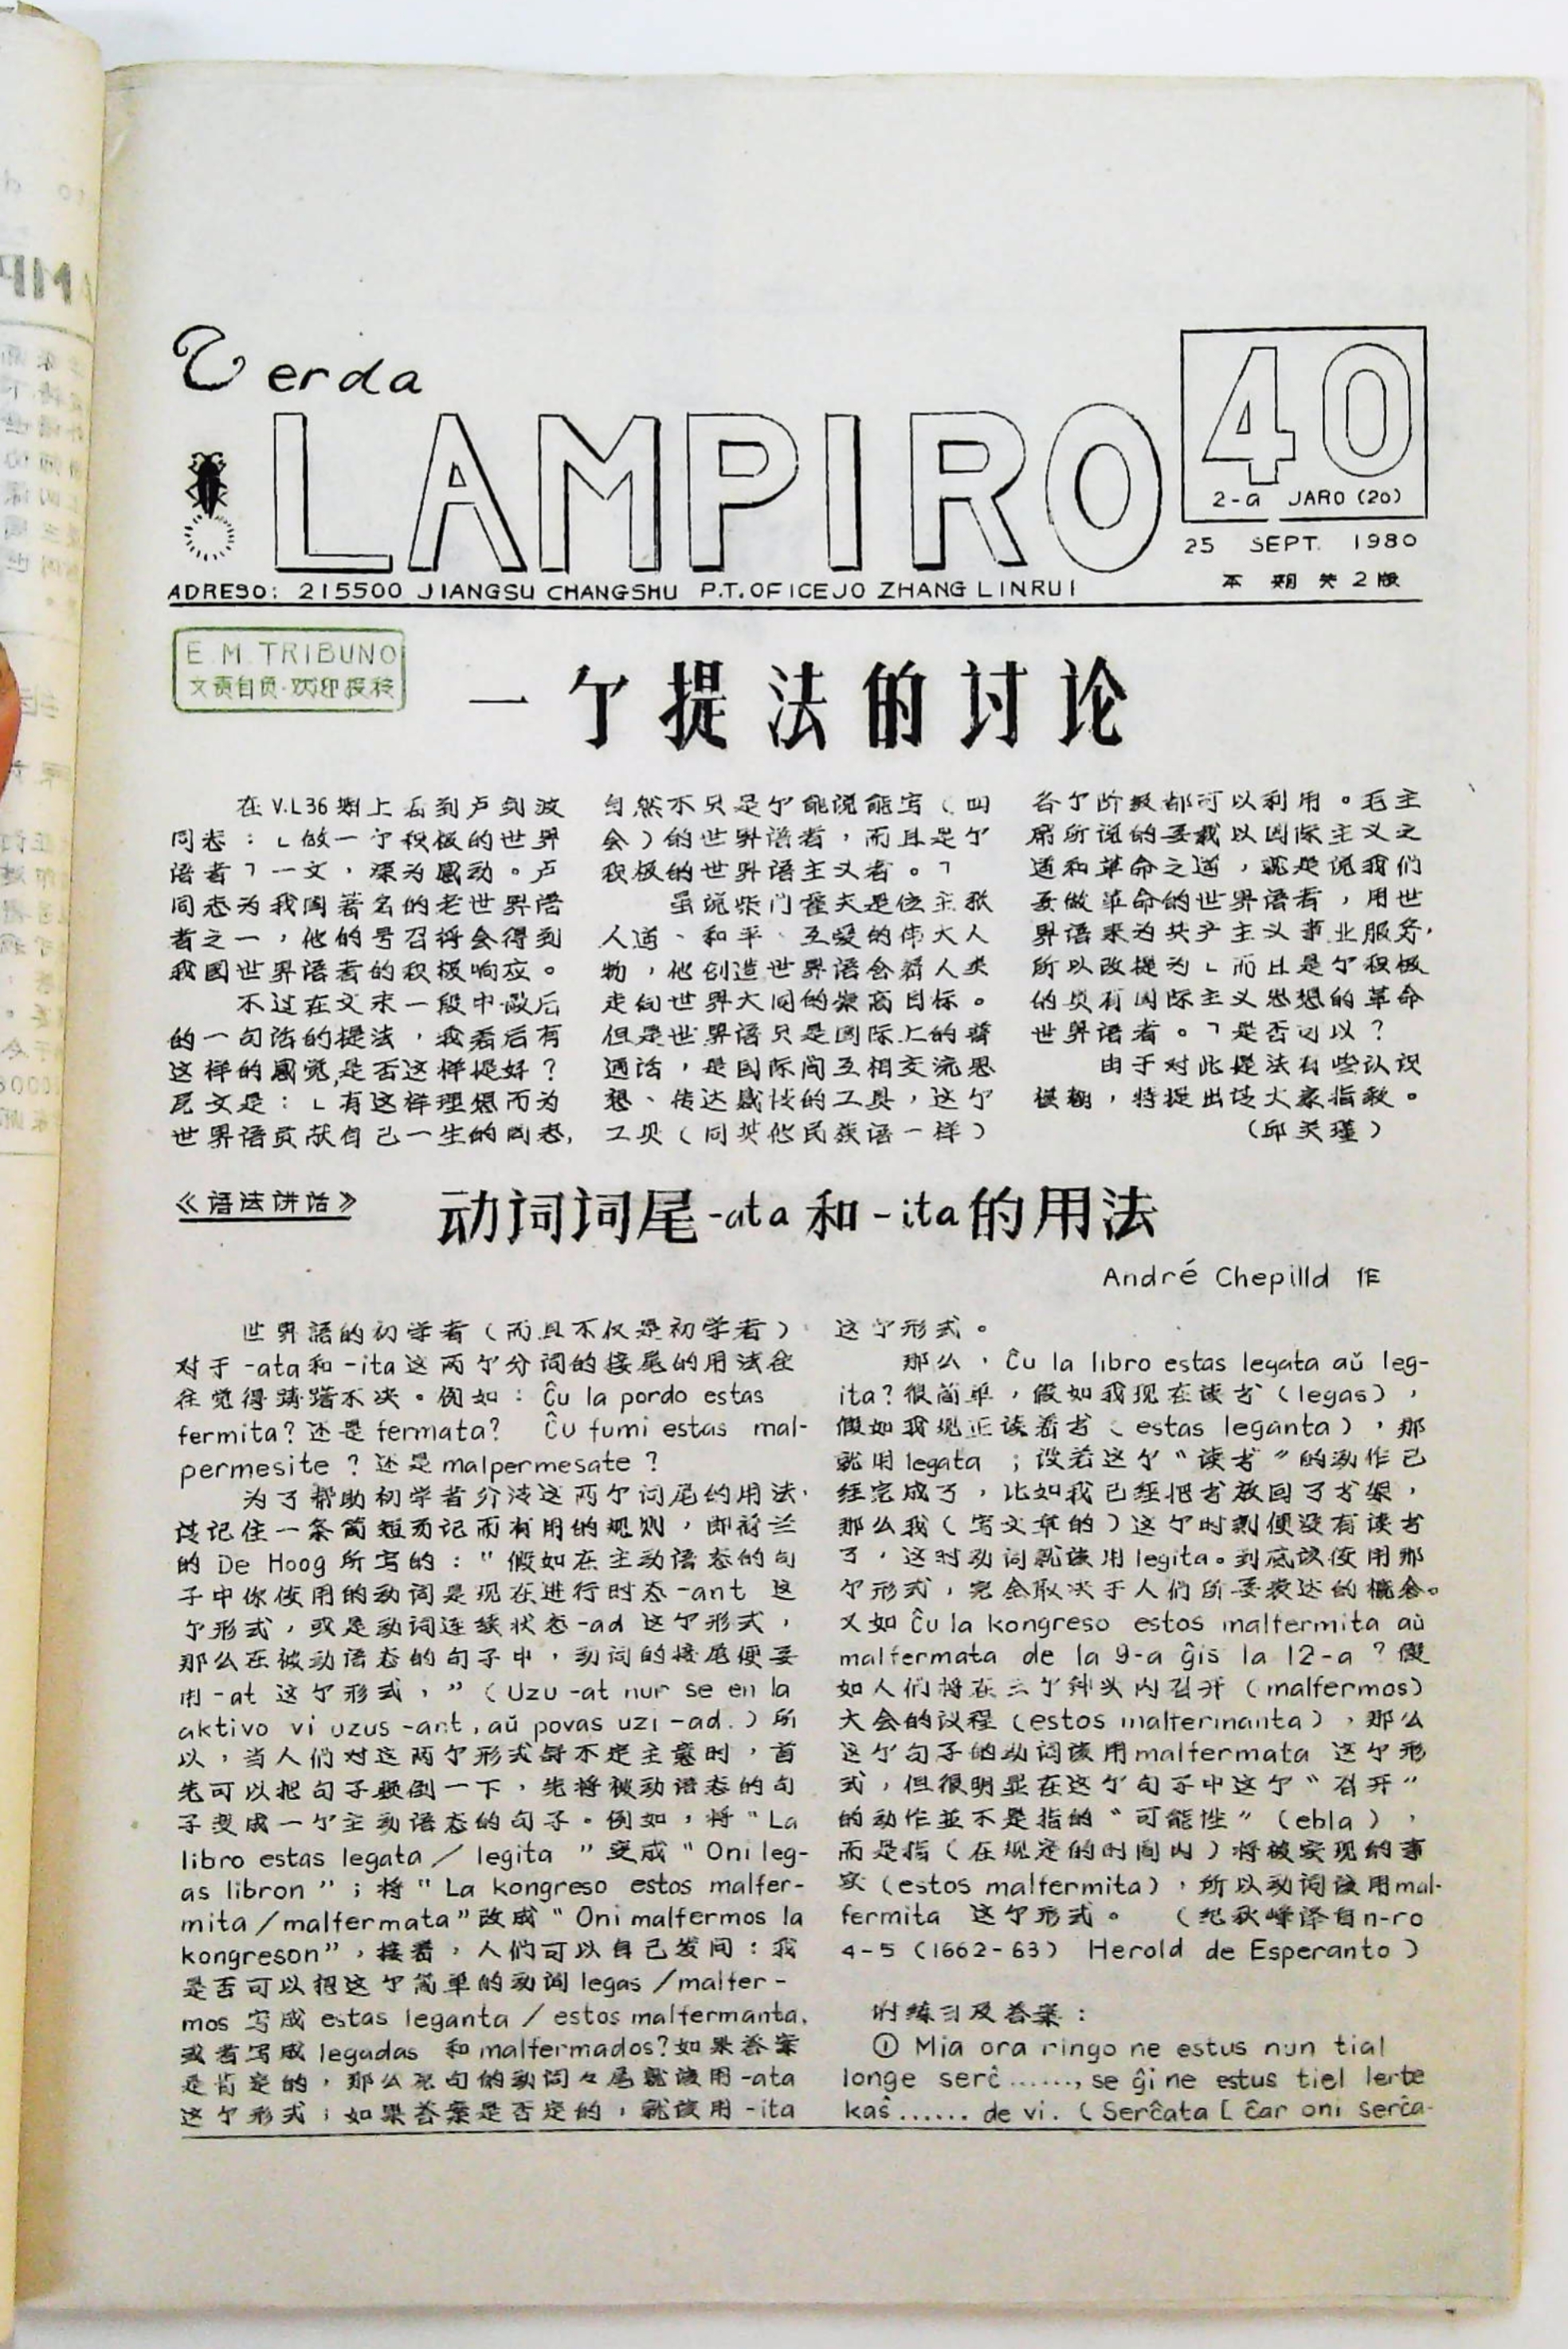 Verda
LAMPIRO
40
2-a JARO (20)
25 SEPT. 1980
本期共2版
ADRESO: 215500 JIANGSU CHANGSHU P.T.OFICEJO ZHANG LINRUI
E M TRIBUNO
文责自负·欢迎投稿
一个提法的讨论
在V.L36期上看到卢剑波
同志：「做一个积极的世界
语者」一文，深为感动。卢
同志为我国著名的老世界语
者之一，他的号召将会得到
我国世界语者的积极响应。
不过在文末一段中最后
的一句话的提法，我看后有
这样的感觉,是否这样提好？
原文是：「有这样理想而为
世界语贡献自己一生的同志,
自然不只是个能说能写（四
会）的世界语者，而且是个
积极的世界语主义者。」
虽说柴门霍夫是位主张
人道、和平、互爱的伟大人
物，他创造世界语含着人类
走向世界大同的崇高目标。
但是世界语只是国际上的普
通话，是国际间互相交流思
想、传达感情的工具，这个
工具（同其他民族语一样）
各个阶级都可以利用。毛主
席所说的要载以国际主义之
道和革命之道，就是说我们
要做革命的世界语者，用世
界语来为共产主义事业服务,
所以改提为「而且是个积极
的具有国际主义思想的革命
世界语者。」是否可以？
由于对此提法有些认识
模糊，特提出请大家指教。
（邱关瑾）
《语法讲话》
动词词尾-ata和-ita的用法
André Chepilld 作
世界語的初学者（而且不仅是初学者）
对于-ata和-ita这两个分词的接尾的用法往
往觉得踌躇不决。例如：Ĉu la pordo estas
fermita?还是fermata? Ĉu fumi estas mal-
permesite ？还是malpermesate？
为了帮助初学者分清这两个词尾的用法,
该记住一条简短易记而有用的规则，即荷兰
的 De Hoog 所写的："假如在主动语态的句
子中你使用的动词是现在进行时态-ant 这
个形式，或是动词连续状态-ad 这个形式，
那么在被动语态的句子中，动词的接尾便要
用-at 这个形式，"（Uzu -at nur se en la
aktivo vi uzus -ant, aŭ povas uzi -ad.）所
以，当人们对这两个形式拿不定主意时，首
先可以把句子颠倒一下，先将被动语态的句
子变成一个主动语态的句子。例如，将"La
libro estas legata / legita "变成"Oni leg-
as libron"；将"La kongreso estos malfer-
mita /malfermata"改成"Oni malfermos la
kongreson"，接着，人们可以自己发问：我
是否可以把这个简单的动词legas /malfer-
mos 写成 estas leganta / estos malfermanta,
或者写成 legadas 和malfermados?如果答案
是肯定的，那么原句的动词々尾就该用-ata
这个形式；如果答案是否定的，就该用-ita
这个形式。
那么，Ĉu la libro estas legata aŭ leg-
ita?很简单，假如我现在读书（legas），
假如我现正读着书（estas leganta），那
就用legata ；设若这个"读书"的动作已
经完成了，比如我已经把书放回了书架，
那么我（写文章的）这个时刻便没有读书
了，这时动词就该用legita。到底该使用那
个形式，完全取决于人们所要表达的概念。
又如 Ĉu la kongreso estos malfermita aŭ
malfermata de la 9-a ĝis la 12-a ？假
如人们将在三个钟头内召开（malfermos）
大会的议程（estos malfermanta），那么
这个句子的动词该用malfermata 这个形
式，但很明显在这个句子中这个"召开"
的动作並不是指的"可能性"（ebla），
而是指（在规定的时间内）将被实现的事
实（estos malfermita），所以动词该用mal-
fermita 这个形式。 （纪秋峰译自n-ro
4-5 (1662-63) Herold de Esperanto）
附练习及答案：
① Mia ora ringo ne estus nun tial
longe serĉ......, se ĝi ne estus tiel lerte
kaŝ...... de vi. ( Serĉata [ ĉar oni serĉa-